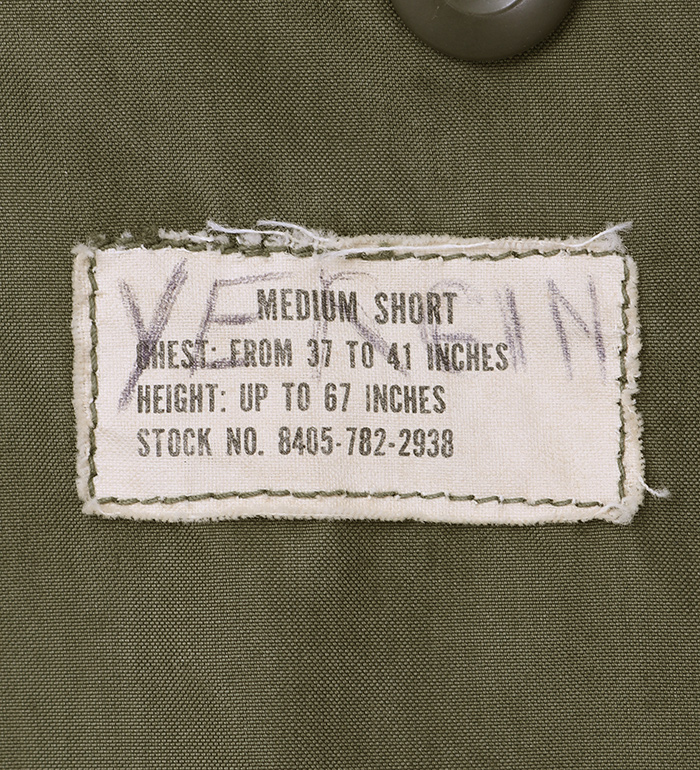 YERGIN
MEDIUM SHORT
CHEST: FROM 37 TO 41 INCHES
HEIGHT: UP TO 67 INCHES
STOCK NO. 8405-782-2938